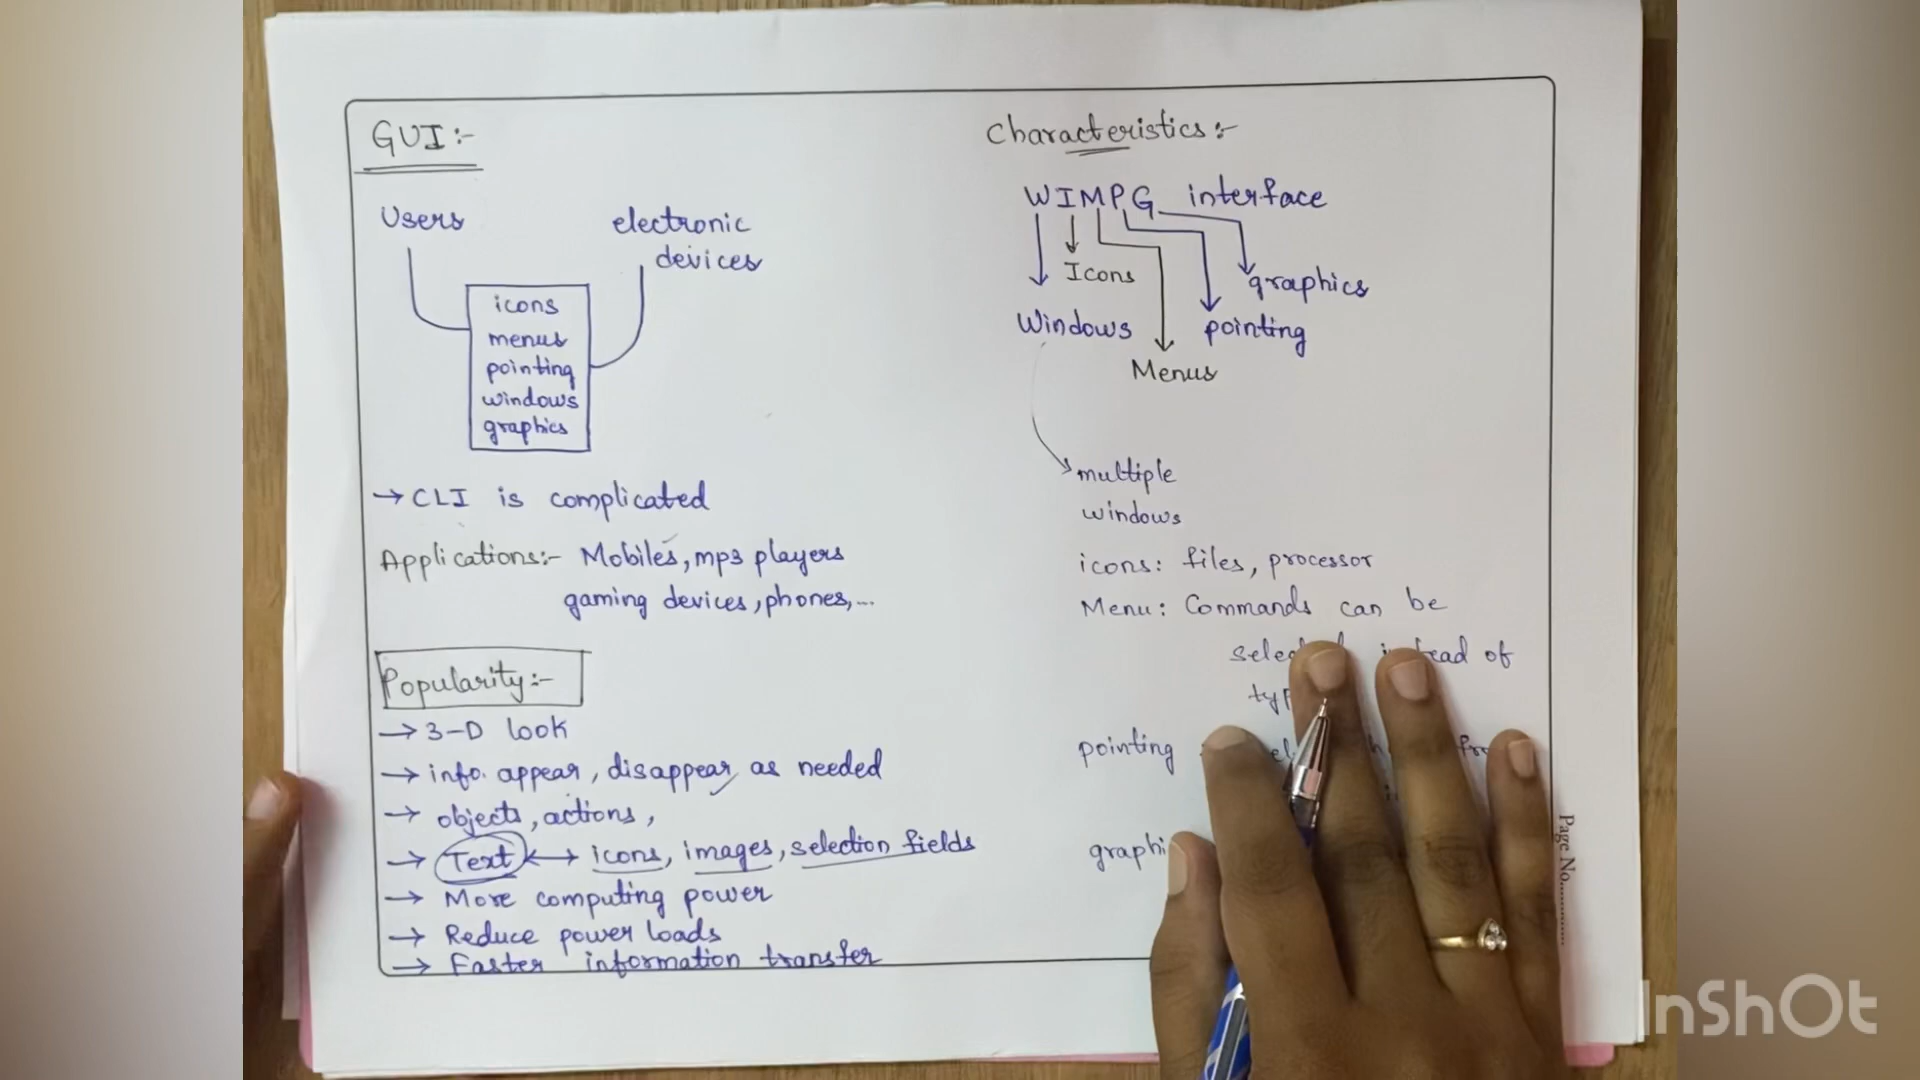 GUI:-
Users
electronic
devices
icons
menus
pointing
windows
graphics
→ CLI is complicated
Applications:- Mobiles, mp3 players
gaming devices, phones,...
Popularity:-
→ 3-D look
→ info. appear, disappear as needed
→ objects, actions,
→ Text ↔ icons, images, selection fields
→ More computing power
→ Reduce power loads
→ Faster information transfer
Characteristics:-
WIMPG interface
Icons
graphics
Windows
pointing
Menus
multiple
windows
icons: files, processor
Menu: Commands can be
of
pointing
Page No.............
InShOt